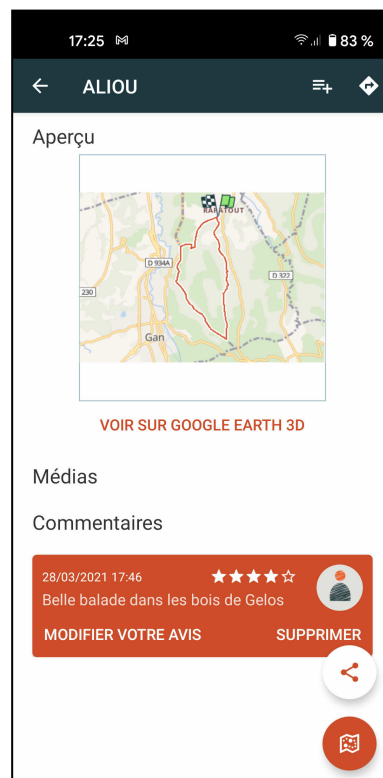 17:25
83 %
ALIOU
Aperçu
RAPATOUT
D 934A
D 322
230
Gan
VOIR SUR GOOGLE EARTH 3D
Médias
Commentaires
28/03/2021 17:46
Belle balade dans les bois de Gelos
MODIFIER VOTRE AVIS SUPPRIMER